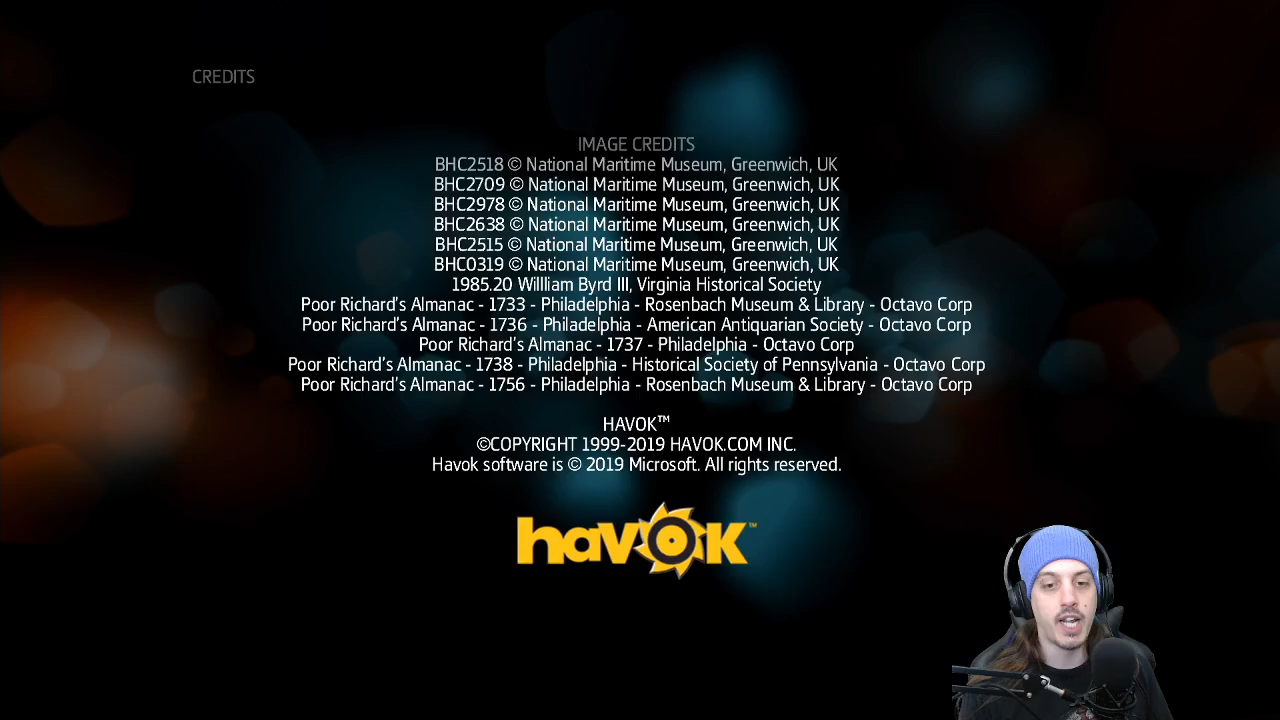 CREDITS
IMAGE CREDITS
BHC2518 © National Maritime Museum, Greenwich, UK
BHC2709 © National Maritime Museum, Greenwich, UK
BHC2978 © National Maritime Museum, Greenwich, UK
BHC2638 © National Maritime Museum, Greenwich, UK
BHC2515 © National Maritime Museum, Greenwich, UK
BHC0319 © National Maritime Museum, Greenwich, UK
1985.20 Willliam Byrd III, Virginia Historical Society
Poor Richard's Almanac - 1733 - Philadelphia - Rosenbach Museum & Library - Octavo Corp
Poor Richard's Almanac - 1736 - Philadelphia - American Antiquarian Society - Octavo Corp
Poor Richard's Almanac - 1737 - Philadelphia - Octavo Corp
Poor Richard's Almanac - 1738 - Philadelphia - Historical Society of Pennsylvania - Octavo Corp
Poor Richard's Almanac - 1756 - Philadelphia - Rosenbach Museum & Library - Octavo Corp
HAVOK™
©COPYRIGHT 1999-2019 HAVOK.COM INC.
Havok software is © 2019 Microsoft. All rights reserved.
havok™